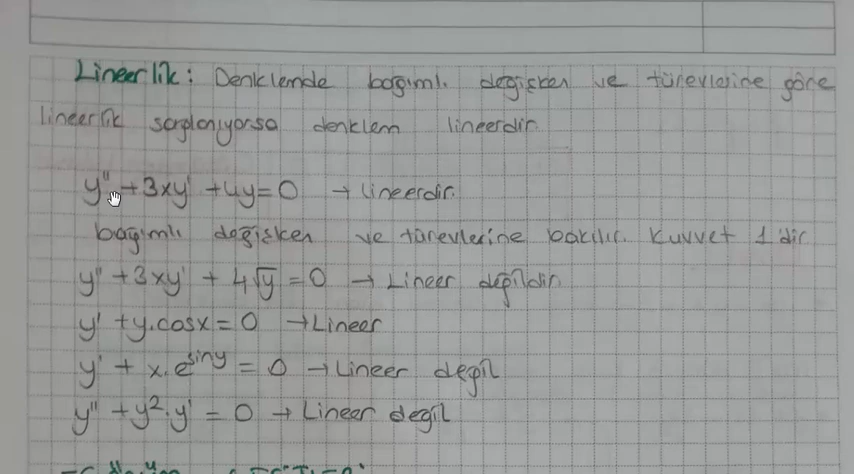 Lineerlik: Denklemde bağımlı değişken ve türevlerine göre
lineerlik sağlanıyorsa denklem lineerdir.
y'' + 3xy' + 4y = 0 → lineerdir.
bağımlı değişken ve türevlerine bakılır. Kuvvet 1 dir
y'' + 3xy' + 4√y = 0 → Lineer değildir
y' + y.cosx = 0 → Lineer
y' + x.e^siny = 0 → Lineer değil
y'' + y².y' = 0 → Lineer değil